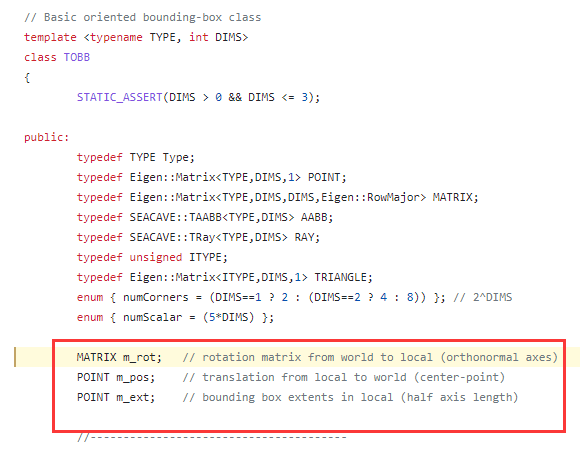 // Basic oriented bounding-box class
template <typename TYPE, int DIMS>
class TOBB
{
STATIC_ASSERT(DIMS > 0 && DIMS <= 3);
public:
typedef TYPE Type;
typedef Eigen::Matrix<TYPE,DIMS,1> POINT;
typedef Eigen::Matrix<TYPE,DIMS,DIMS,Eigen::RowMajor> MATRIX;
typedef SEACAVE::TAABB<TYPE,DIMS> AABB;
typedef SEACAVE::TRay<TYPE,DIMS> RAY;
typedef unsigned ITYPE;
typedef Eigen::Matrix<ITYPE,DIMS,1> TRIANGLE;
enum { numCorners = (DIMS==1 ? 2 : (DIMS==2 ? 4 : 8)) }; // 2^DIMS
enum { numScalar = (5*DIMS) };
MATRIX m_rot;	// rotation matrix from world to local (orthonormal axes)
POINT m_pos;	// translation from local to world (center-point)
POINT m_ext;	// bounding box extents in local (half axis length)
//---------------------------------------